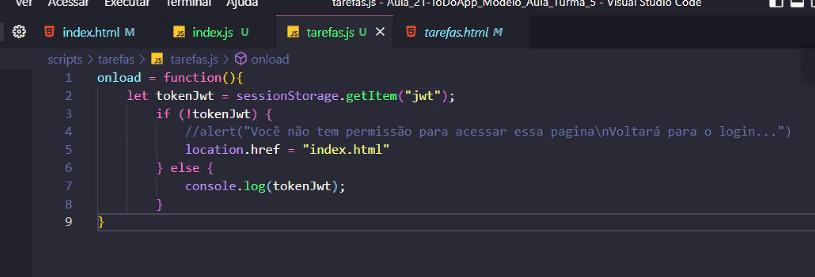 Ver Acessar Executar Terminal Ajuda tarefas.js - Aula_21-ToDoApp_Modelo_Aula_Turma_5 - Visual Studio Code
index.html M JS index.js U JS tarefas.js U tarefas.html M
scripts > tarefas > JS tarefas.js > onload
1 onload = function(){
2 let tokenJwt = sessionStorage.getItem("jwt");
3 if (!tokenJwt) {
4 //alert("Você não tem permissão para acessar essa pagina\nVoltará para o login...")
5 location.href = "index.html"
6 } else {
7 console.log(tokenJwt);
8 }
9 }